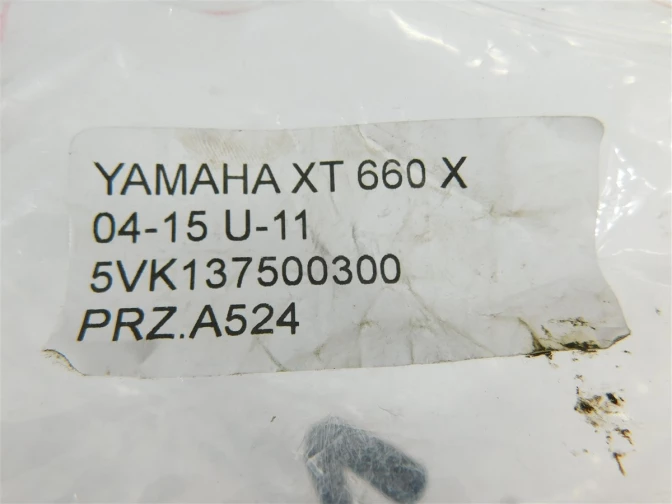 YAMAHA XT 660 X
04-15 U-11
5VK137500300
PRZ.A524